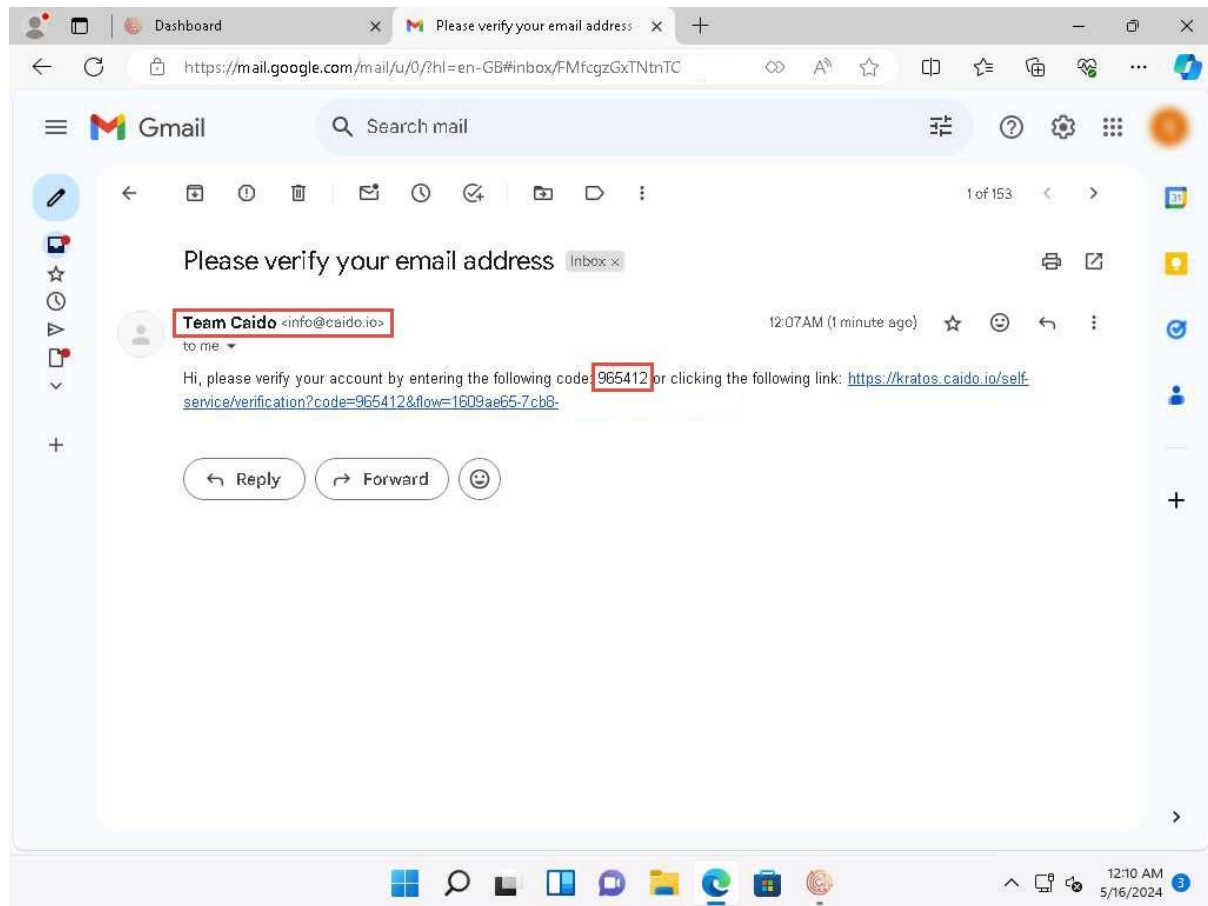 Dashboard
Please verify your email address
https://mail.google.com/mail/u/0/?hl=en-GB#inbox/FMfcgzGxTNtnTC
Gmail
Search mail
1 of 153
31
Please verify your email address Inbox x
Team Caido <info@caido.io> 12:07 AM (1 minute ago)
to me
Hi, please verify your account by entering the following code: 965412 or clicking the following link: https://kratos.caido.io/self-
service/verification?code=965412&flow=1609ae65-7cb8-
Reply Forward
12:10 AM
5/16/2024
3